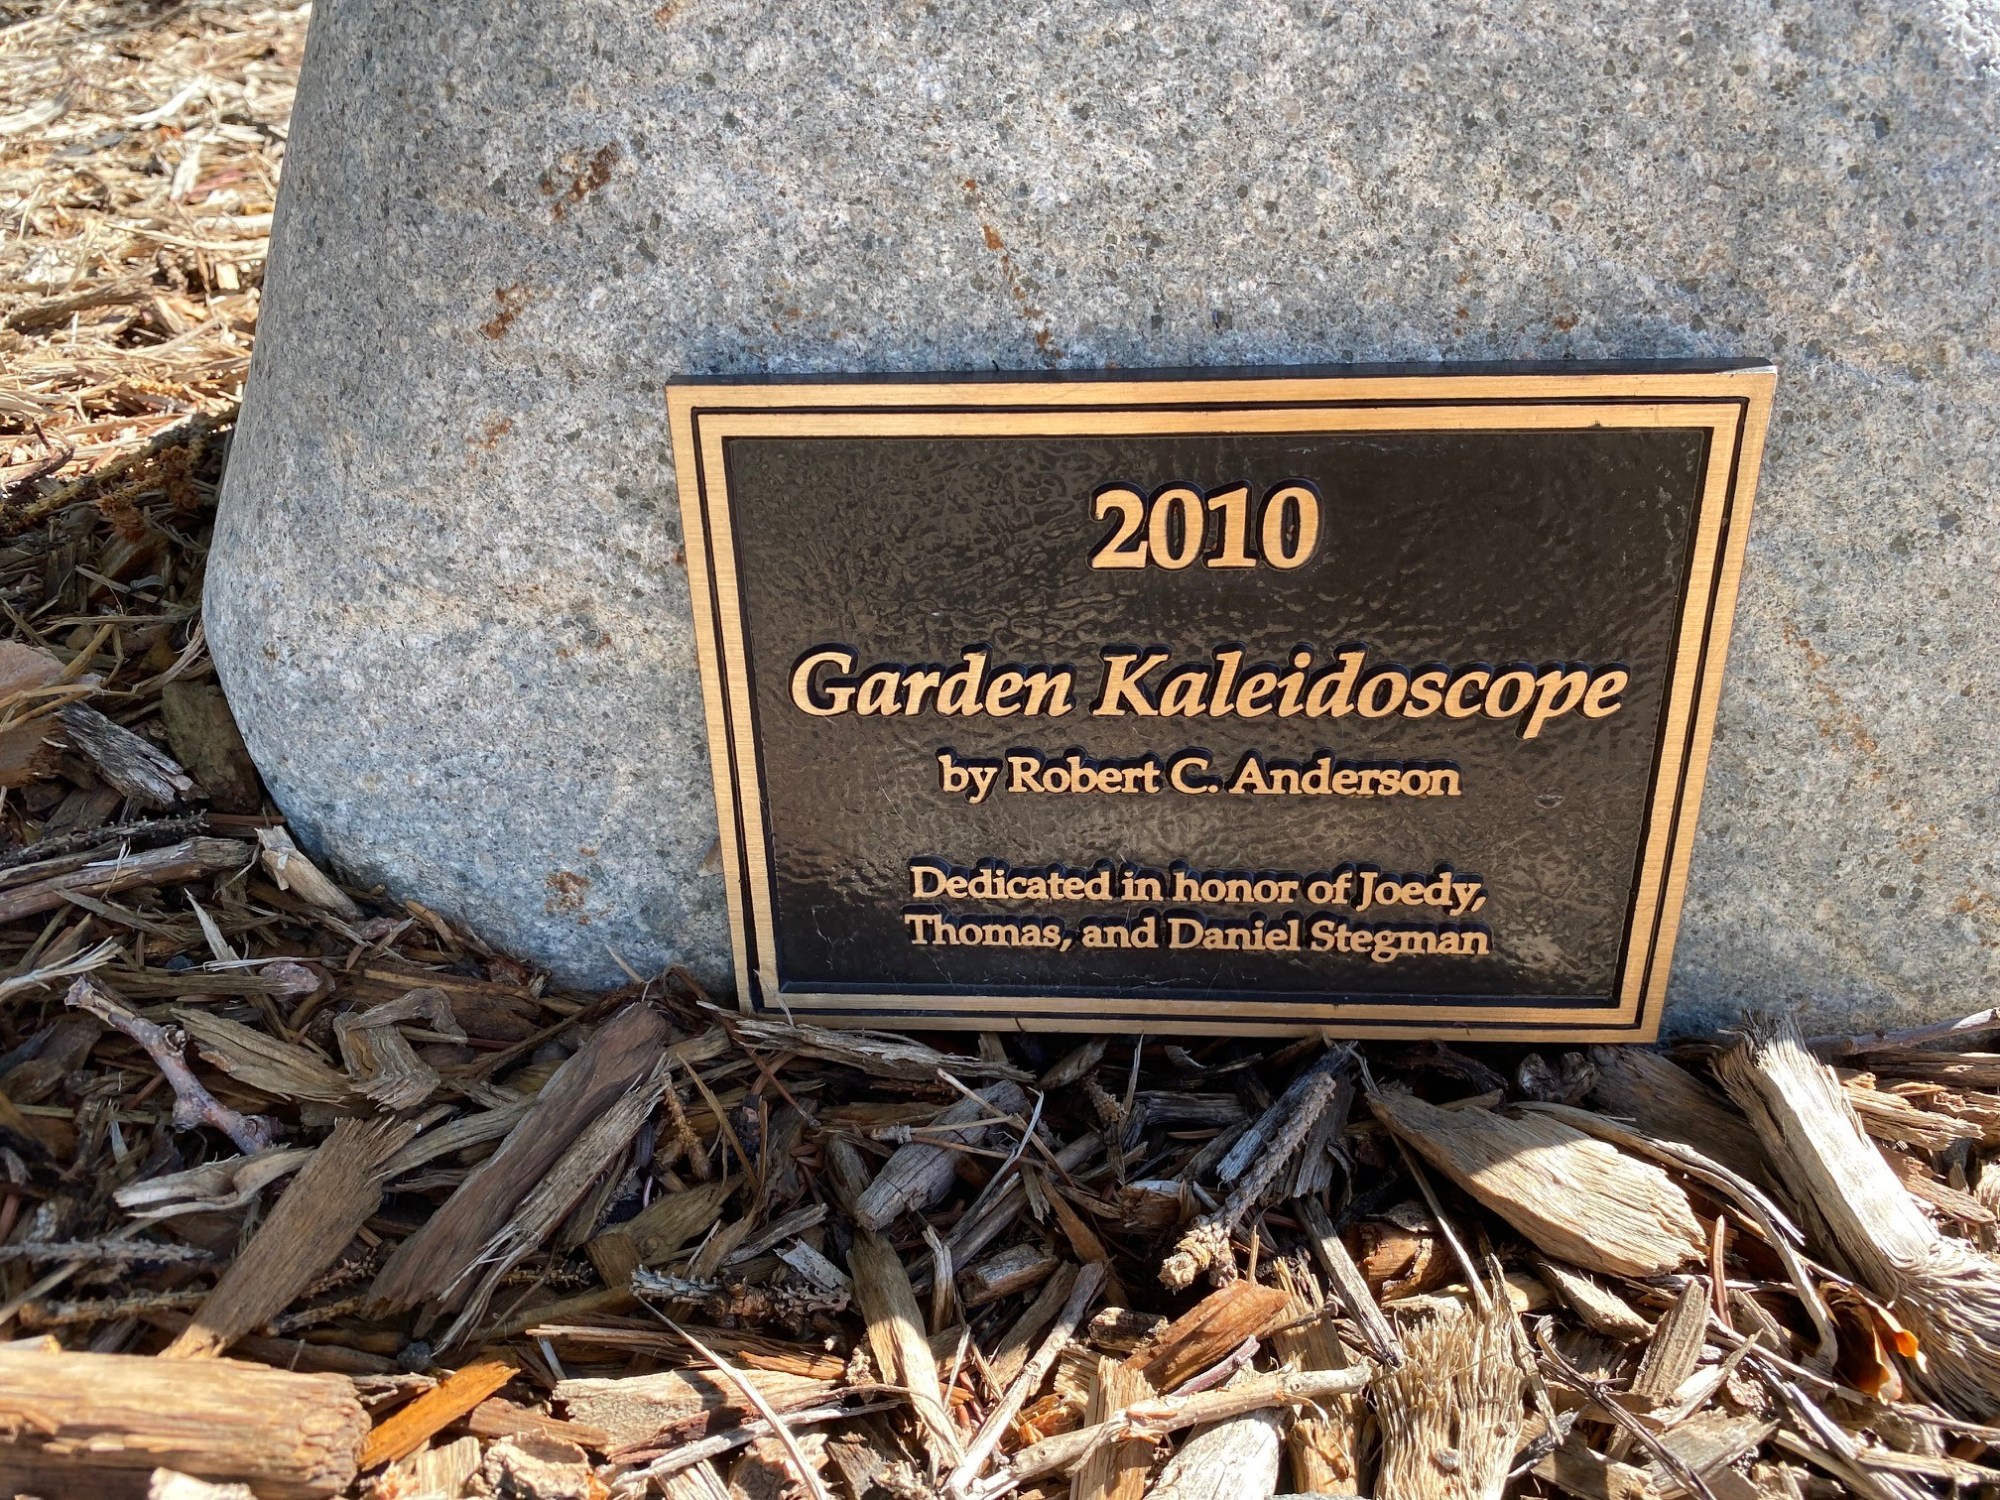 2010
Garden Kaleidoscope
by Robert C. Anderson
Dedicated in honor of Joedy,
Thomas, and Daniel Stegman